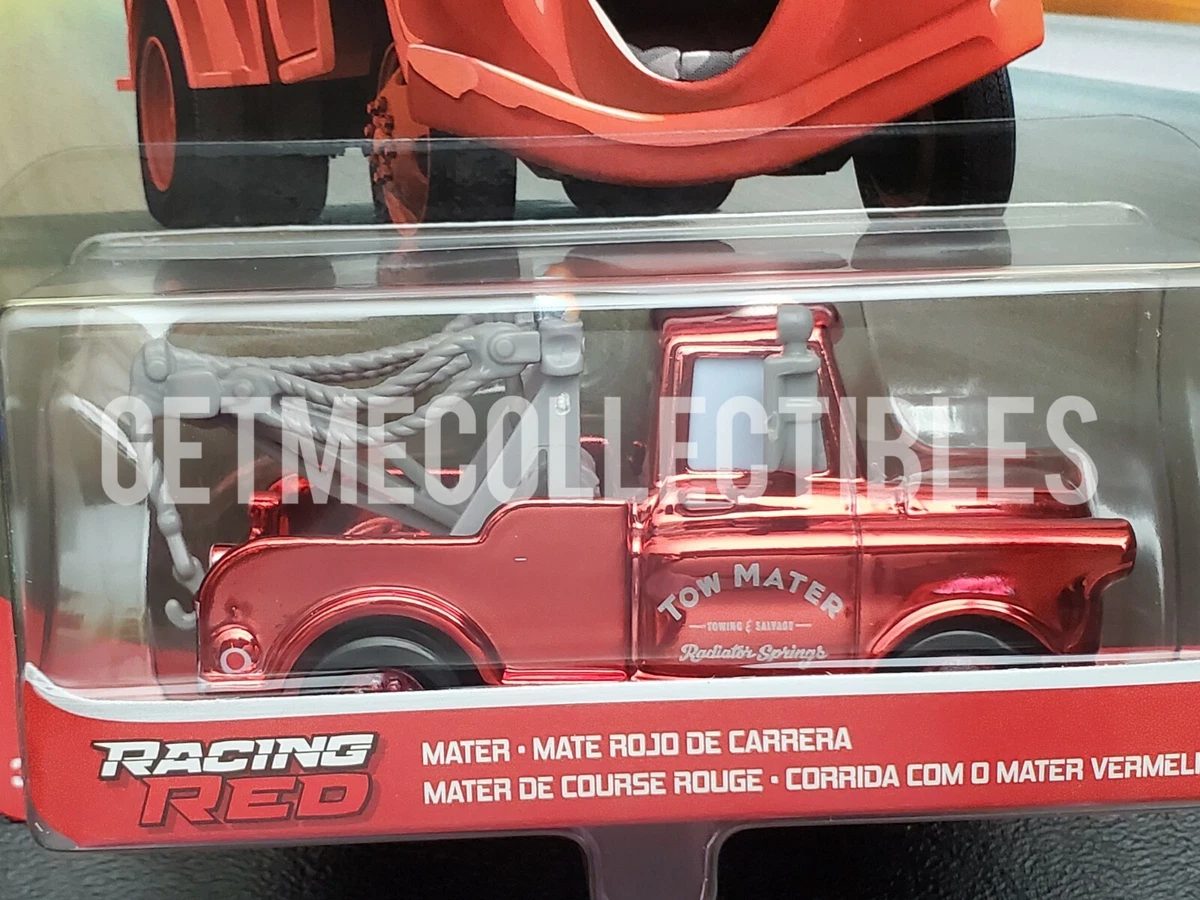 GETMECOLLECTIBLES
TOW MATER
TOWING & SALVAGE
Radiator Springs
RACING
RED
MATER • MATE ROJO DE CARRERA
MATER DE COURSE ROUGE • CORRIDA COM O MATER VERMEL